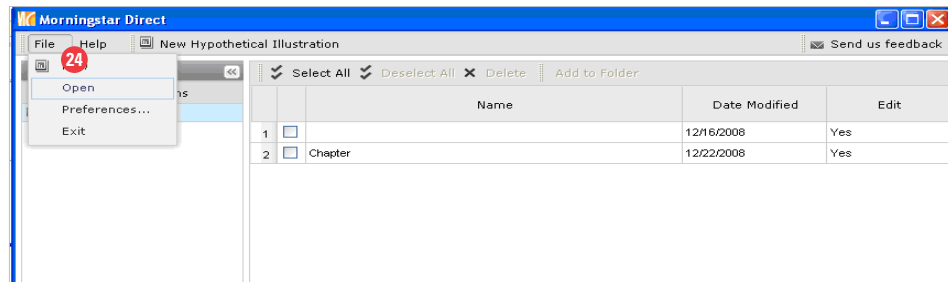 Morningstar Direct
File Help New Hypothetical Illustration Send us feedback
24
Select All Deselect All Delete Add to Folder
Open
Preferences...
Exit
Name Date Modified Edit
1 12/16/2008 Yes
2 Chapter 12/22/2008 Yes